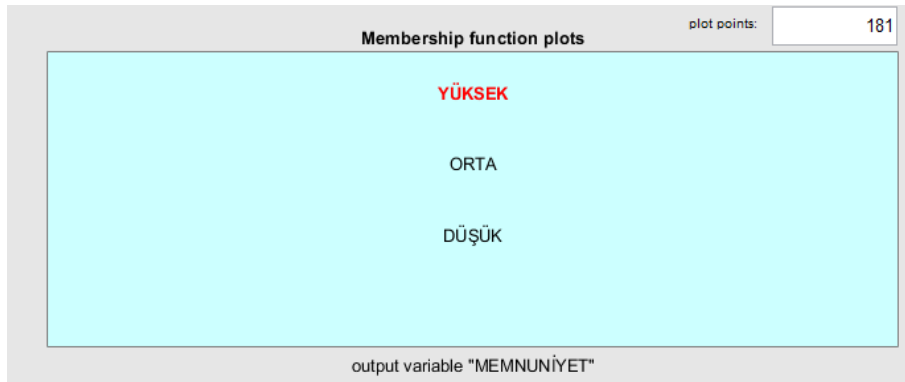 plot points: 181
Membership function plots
YÜKSEK
ORTA
DÜŞÜK
output variable "MEMNUNİYET"